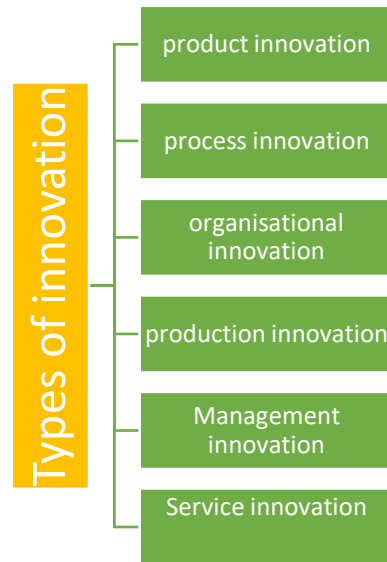 Types of innovation
product innovation
process innovation
organisational
innovation
production innovation
Management
innovation
Service innovation